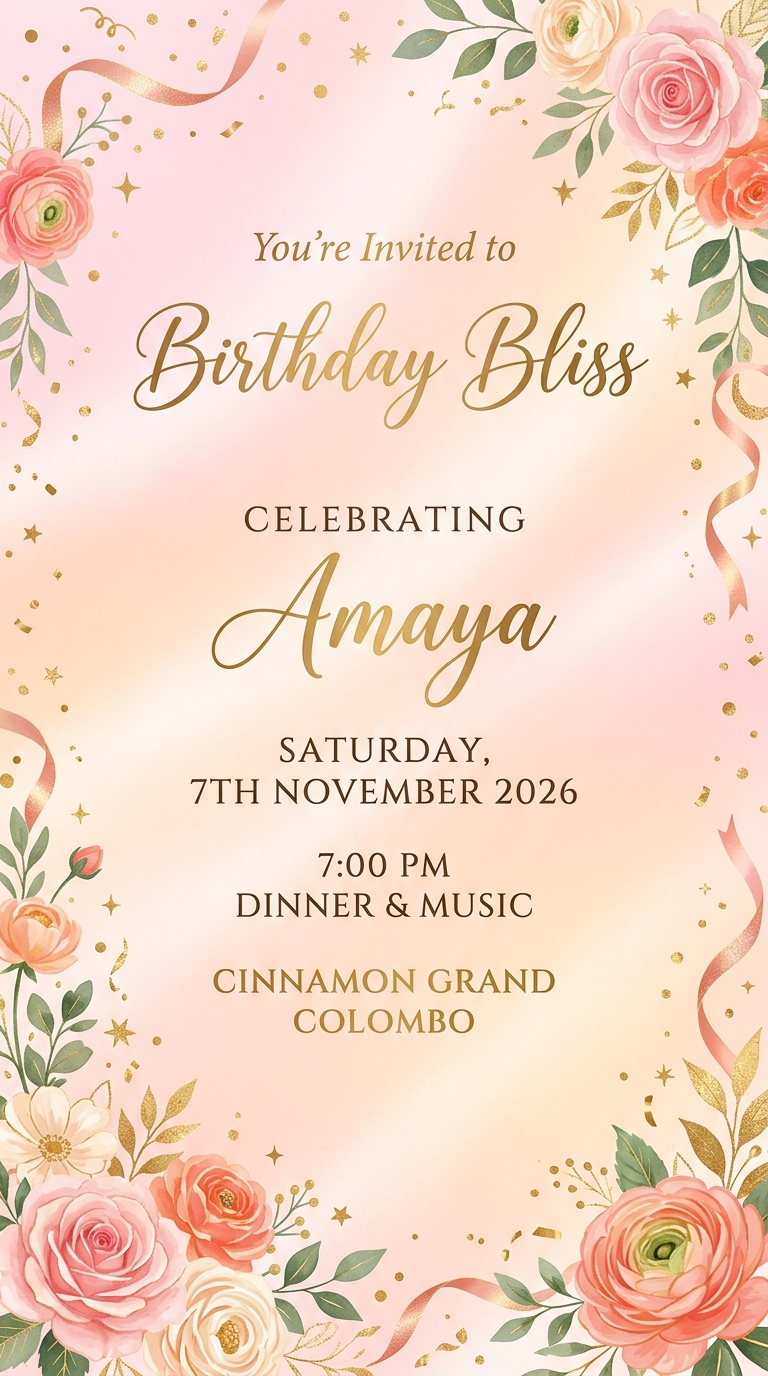 You’re Invited to
Birthday Bliss
CELEBRATING
Amaya
SATURDAY,
7TH NOVEMBER 2026
7:00 PM
DINNER & MUSIC
CINNAMON GRAND
COLOMBO